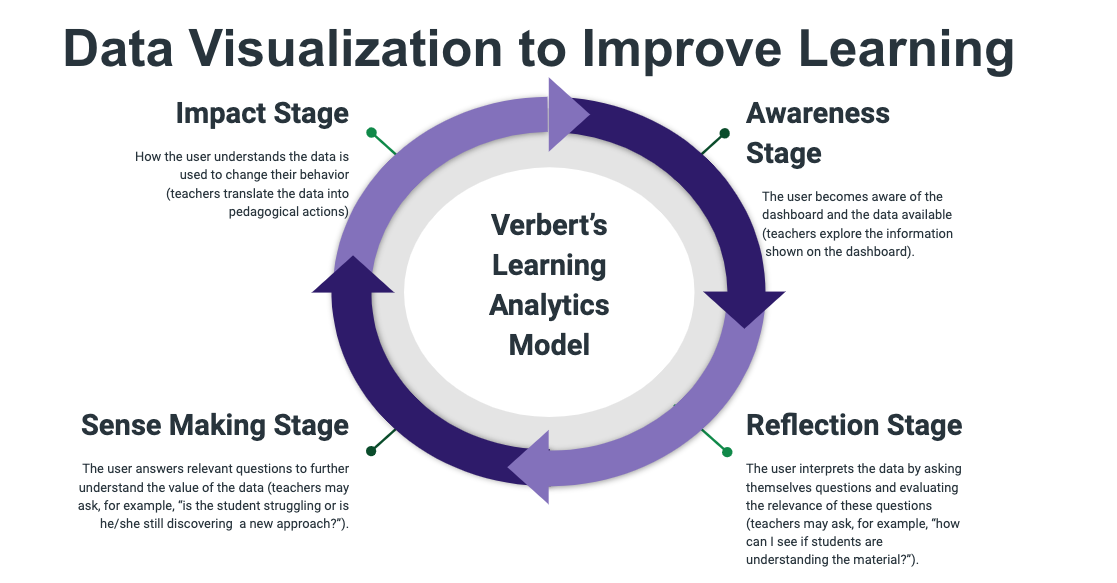 Data Visualization to Improve Learning
Impact Stage
How the user understands the data is
used to change their behavior
(teachers translate the data into
pedagogical actions)
Awareness
Stage
The user becomes aware of the
dashboard and the data available
(teachers explore the information
shown on the dashboard).
Verbert’s
Learning
Analytics
Model
Sense Making Stage
The user answers relevant questions to further
understand the value of the data (teachers may
ask, for example, “is the student struggling or is
he/she still discovering  a new approach?”).
Reflection Stage
The user interprets the data by asking
themselves questions and evaluating
the relevance of these questions
(teachers may ask, for example, “how
can I see if students are
understanding the material?”).